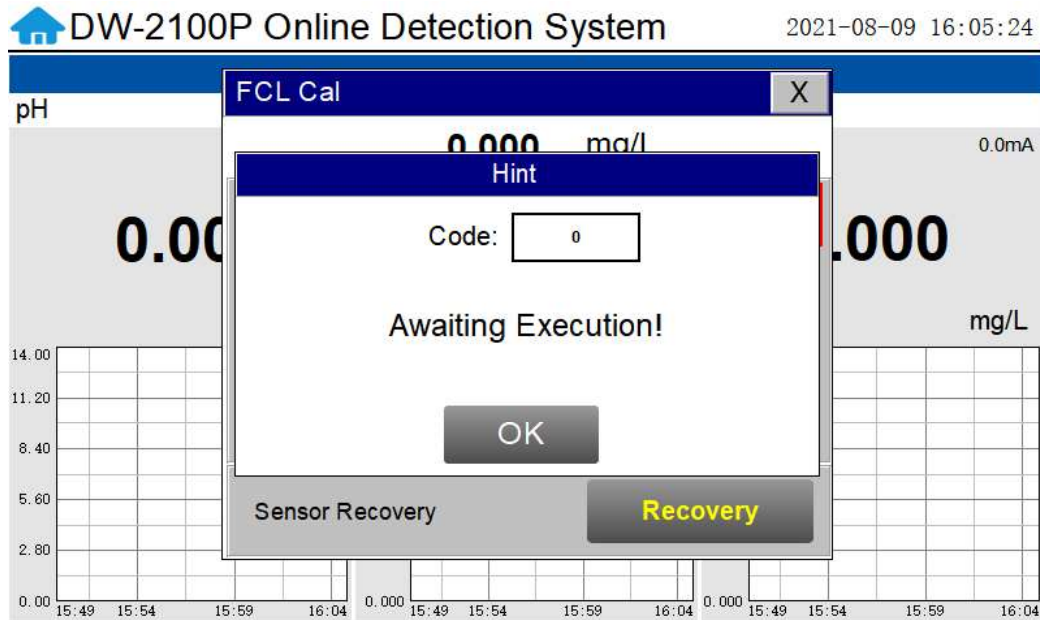 DW-2100P Online Detection System 2021-08-09 16:05:24
FCL Cal X
pH
0.000 mg/l
0.0mA
Hint
Code: 0
0.00
.000
Awaiting Execution!
mg/L
OK
Sensor Recovery Recovery
14.00
11.20
8.40
5.60
2.80
0.00
15:49 15:54 15:59 16:04
0.000
15:49 15:54 15:59 16:04
0.000
15:49 15:54 15:59 16:04